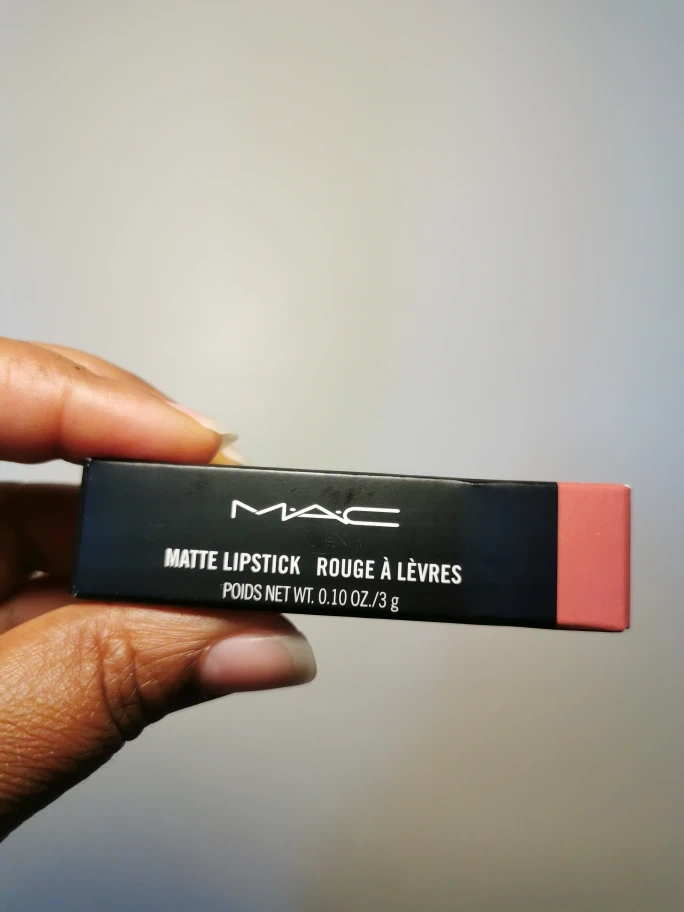 M·A·C
MATTE LIPSTICK ROUGE À LÈVRES
POIDS NET WT. 0.10 OZ./3 g